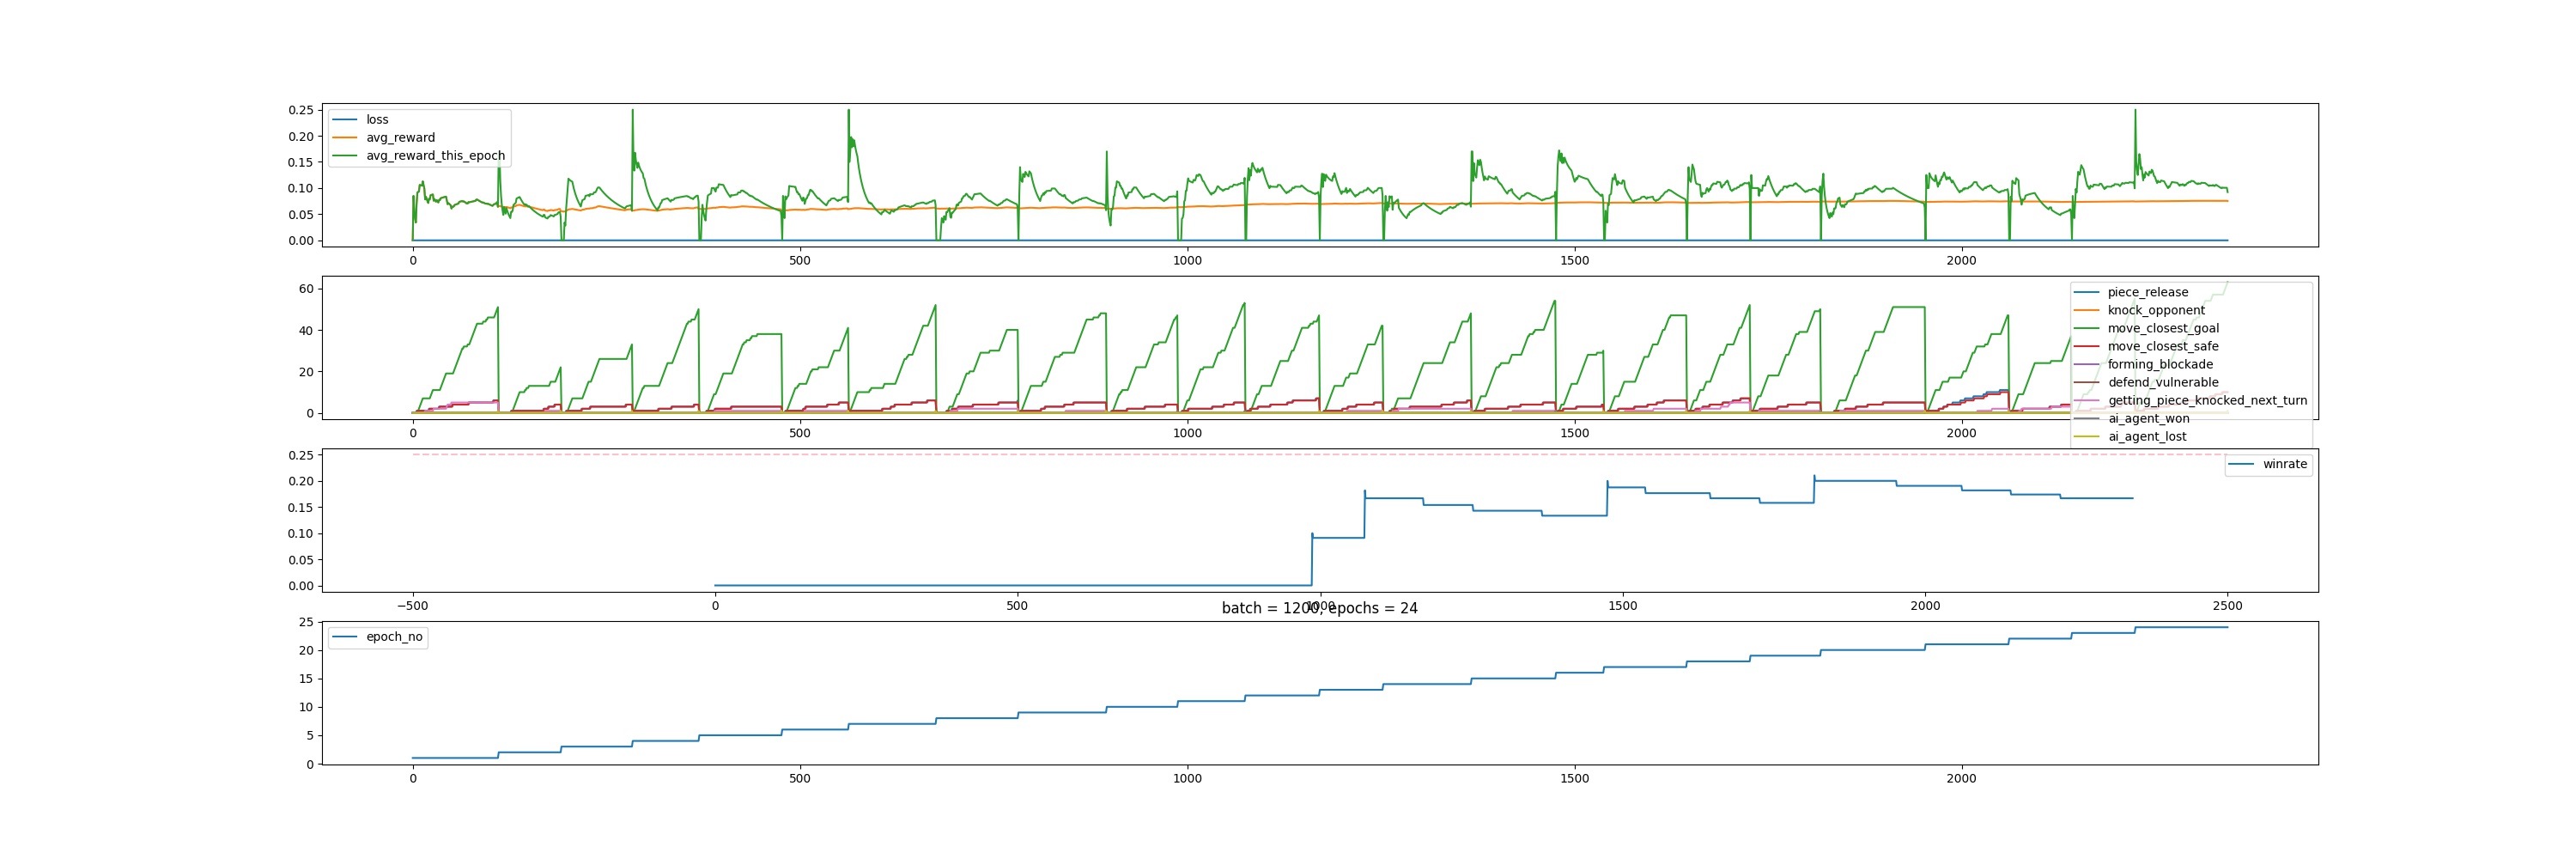 0.25
0.20
0.15
0.10
0.05
0.00
loss
avg_reward
avg_reward_this_epoch
0 500 1000 1500 2000
60
40
20
0
piece_release
knock_opponent
move_closest_goal
move_closest_safe
forming_blockade
defend_vulnerable
getting_piece_knocked_next_turn
ai_agent_won
ai_agent_lost
0 500 1000 1500 2000
0.25
0.20
0.15
0.10
0.05
0.00
winrate
−500 0 500 1000 1500 2000 2500
batch = 1200, epochs = 24
25
20
15
10
5
0
epoch_no
0 500 1000 1500 2000